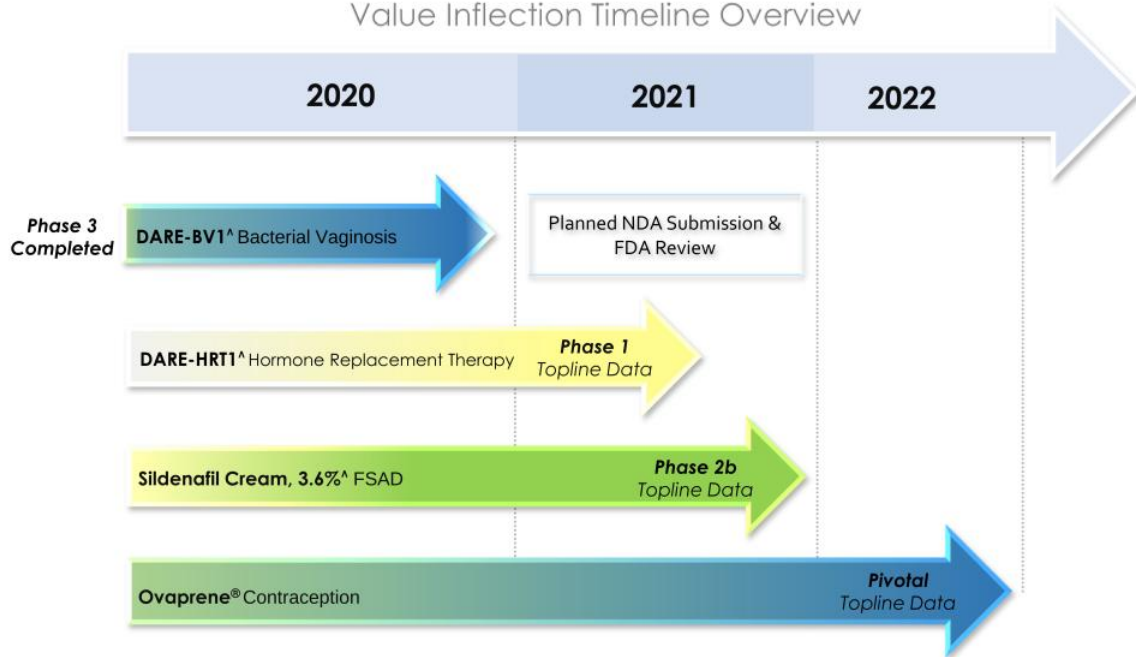 Value Inflection Timeline Overview
2020
2021
2022
Phase 3
Completed
DARE-BV1^ Bacterial Vaginosis
Planned NDA Submission &
FDA Review
DARE-HRT1^ Hormone Replacement Therapy
Phase 1
Topline Data
Sildenafil Cream, 3.6%^ FSAD
Phase 2b
Topline Data
Ovaprene® Contraception
Pivotal
Topline Data